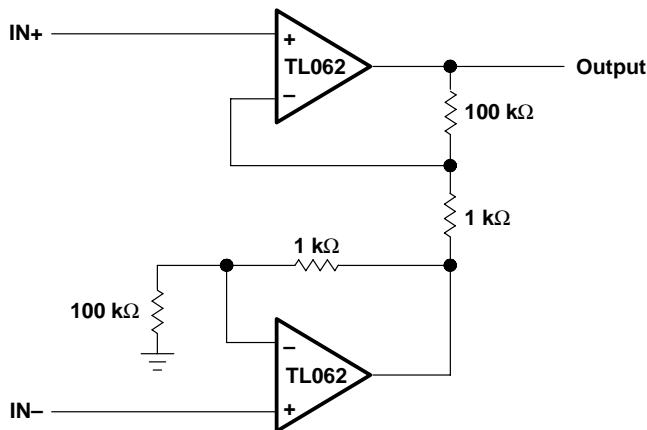 IN+
+
TL062
–
Output
100 kΩ
1 kΩ
1 kΩ
100 kΩ
–
TL062
+
IN–